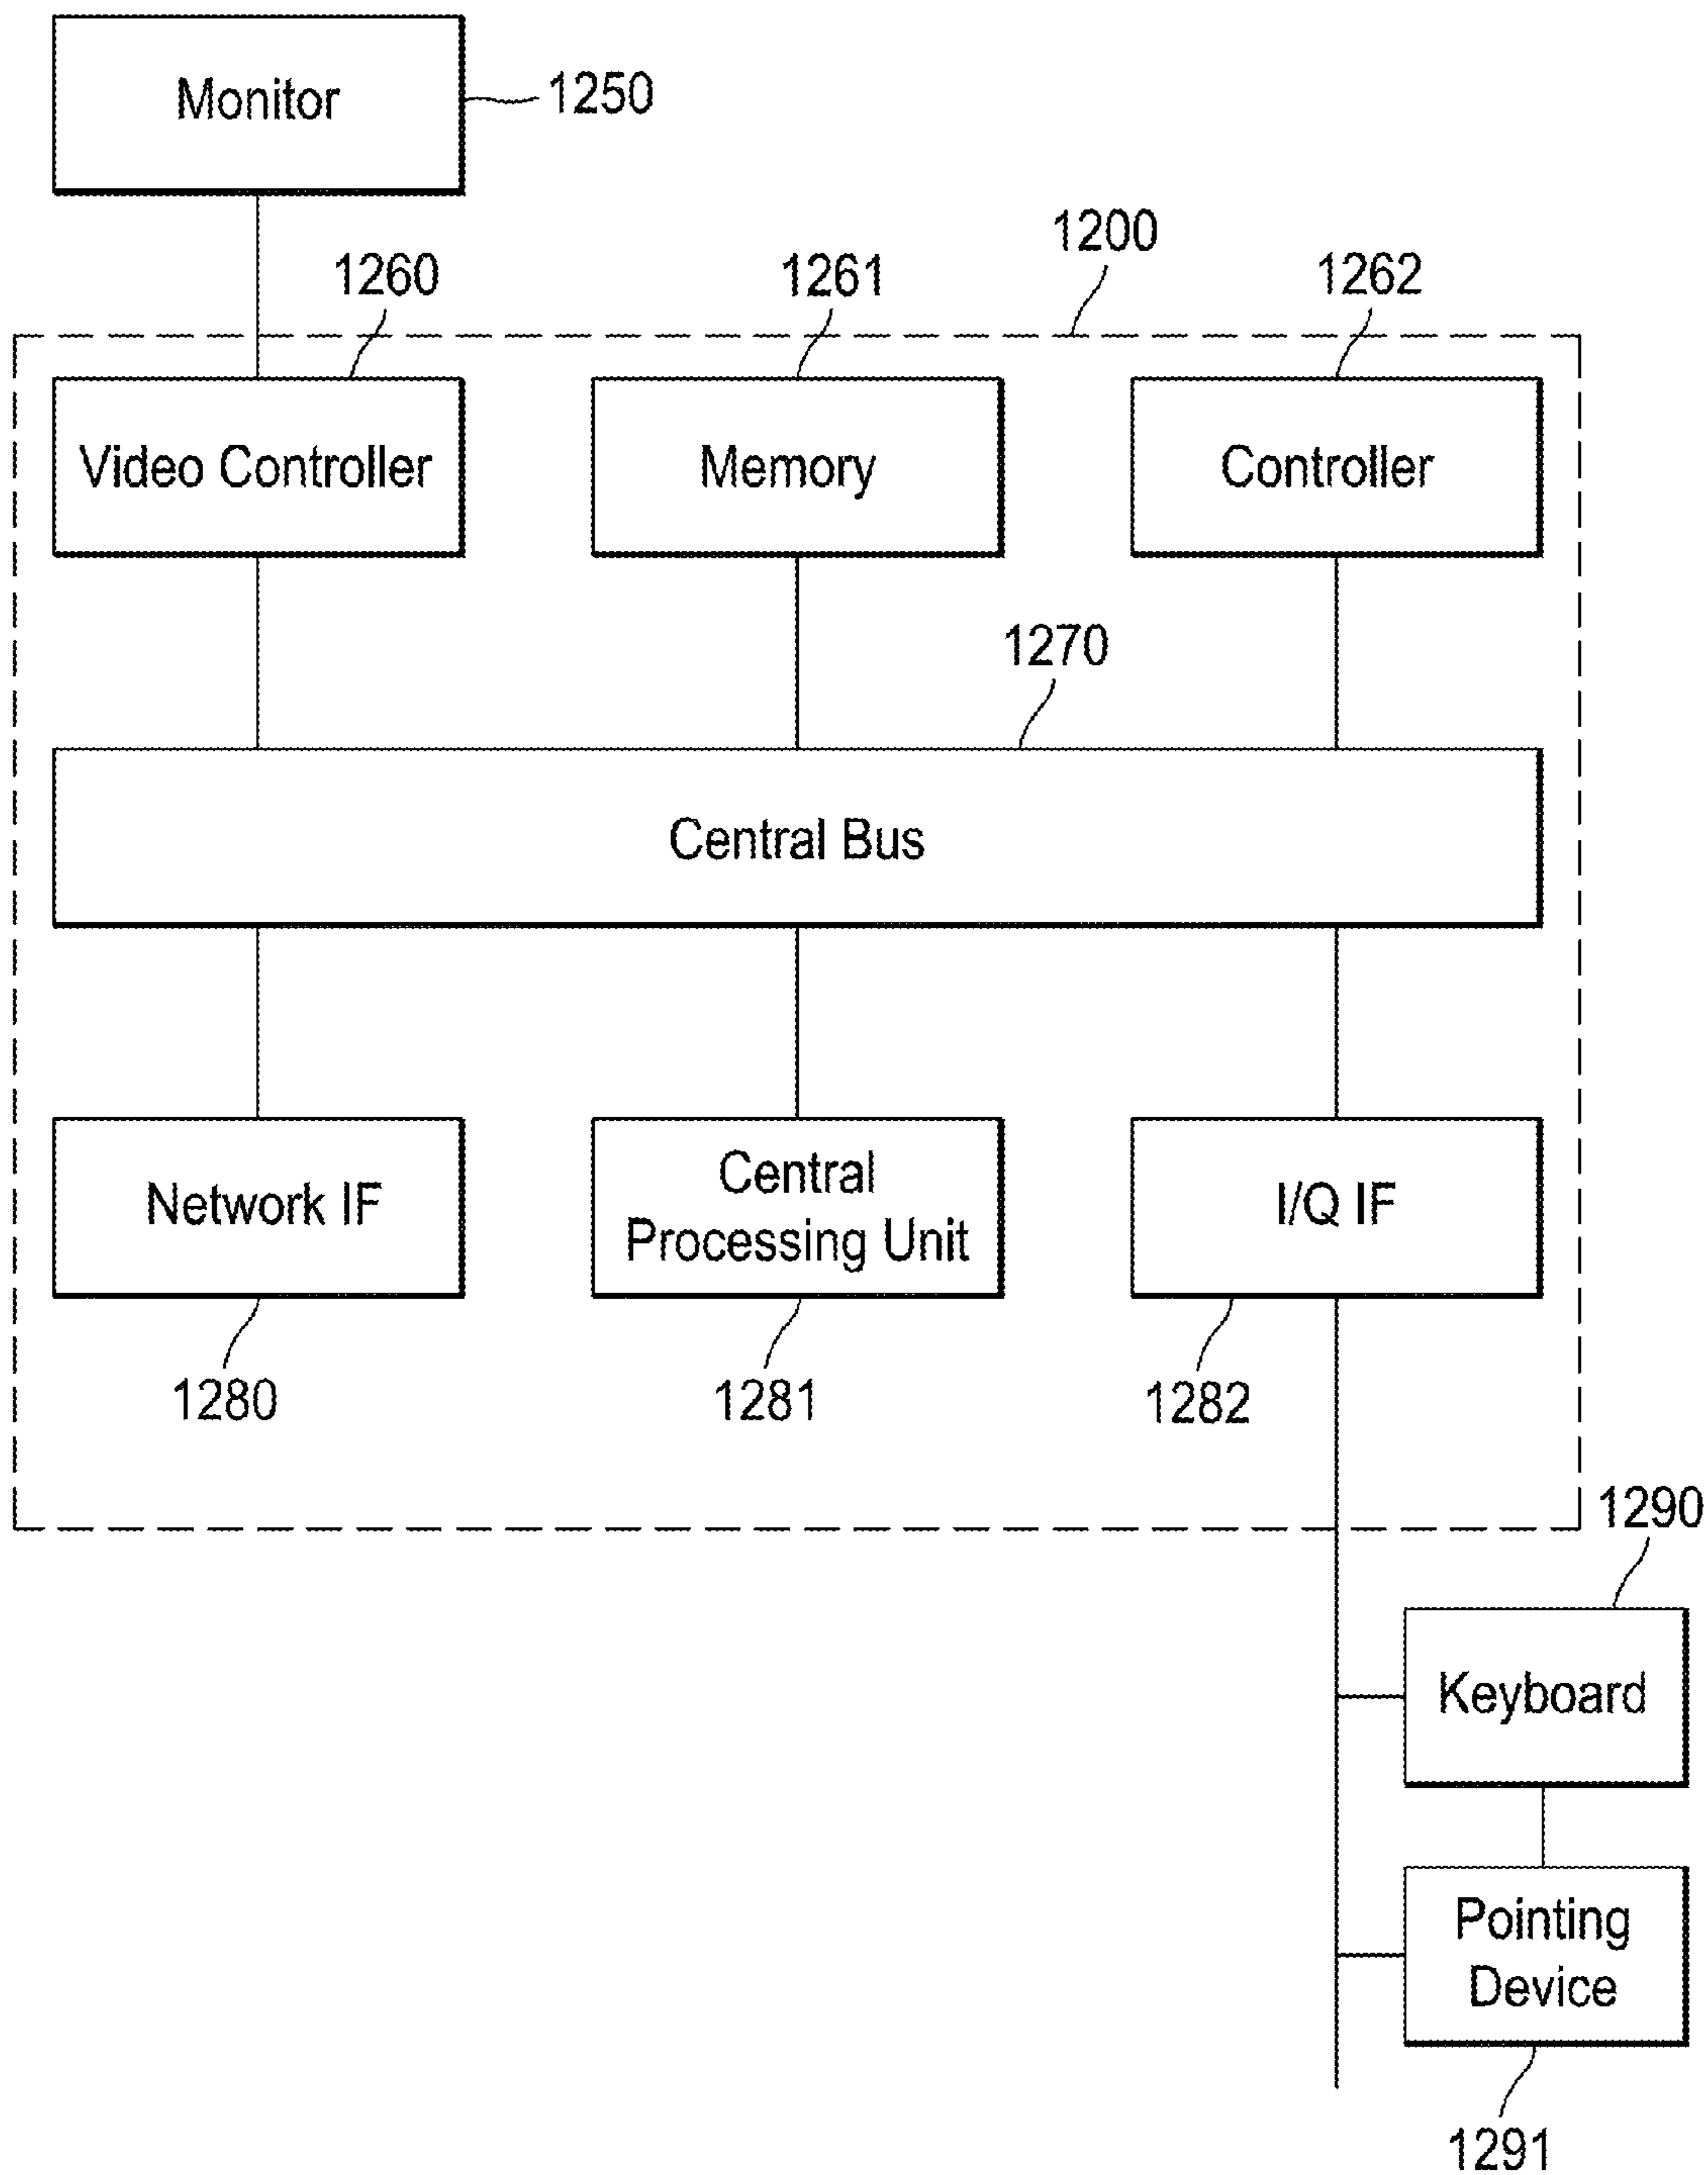 Monitor
1250
1200
1260
1261
1262
Video Controller
Memory
Controller
1270
Central Bus
Network IF
Central
Processing Unit
I/Q IF
1280
1281
1282
1290
Keyboard
Pointing
Device
1291